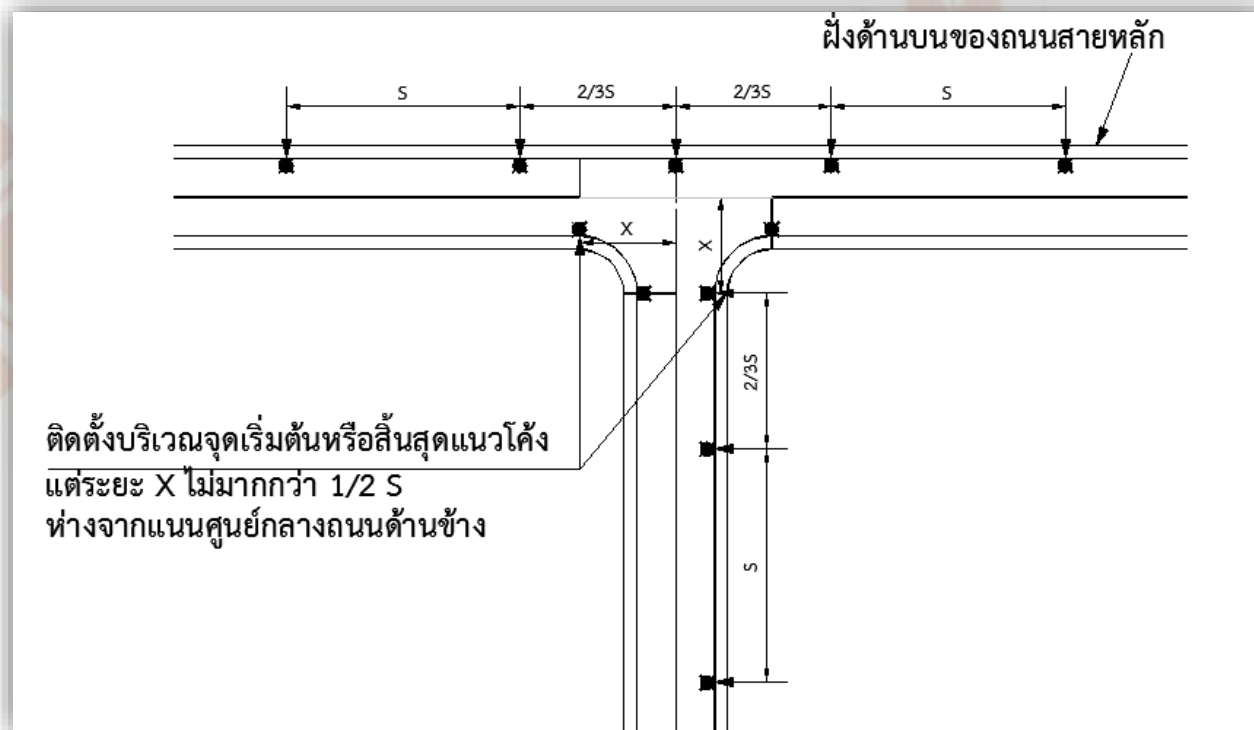 ฝั่งด้านบนของถนนสายหลัก
S 2/3S 2/3S S
X
X
2/3S
S
ติดตั้งบริเวณจุดเริ่มต้นหรือสิ้นสุดแนวโค้ง
แต่ระยะ X ไม่มากกว่า 1/2 S
ห่างจากแนนศูนย์กลางถนนด้านข้าง